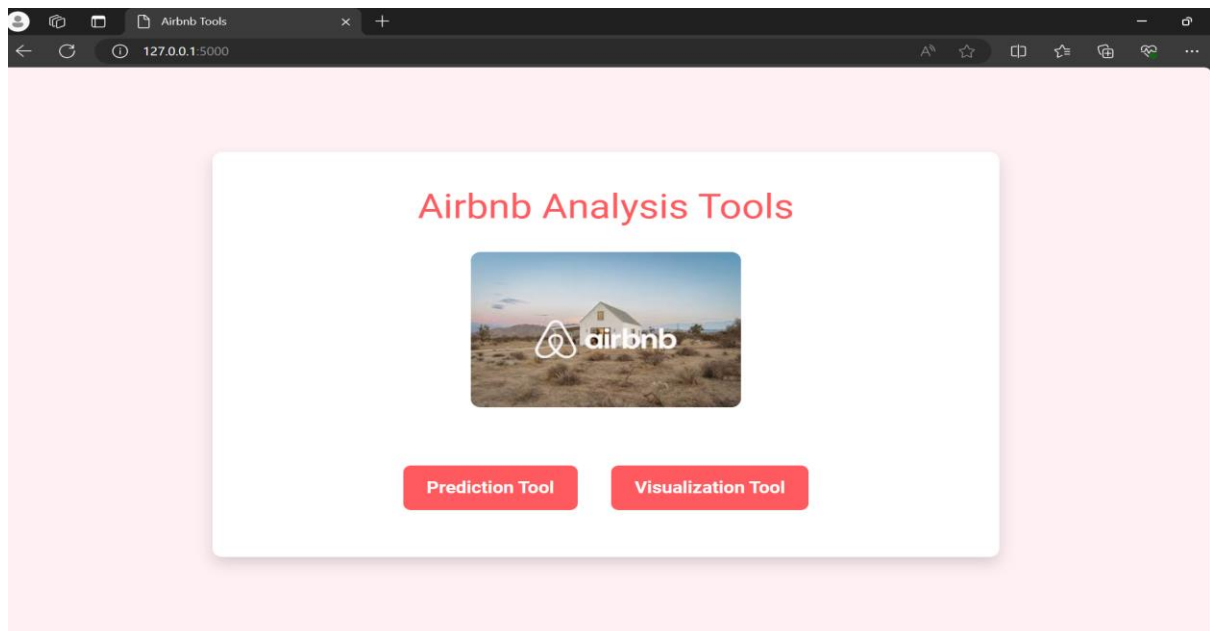 Airbnb Tools
127.0.0.1:5000
Airbnb Analysis Tools
airbnb
Prediction Tool
Visualization Tool